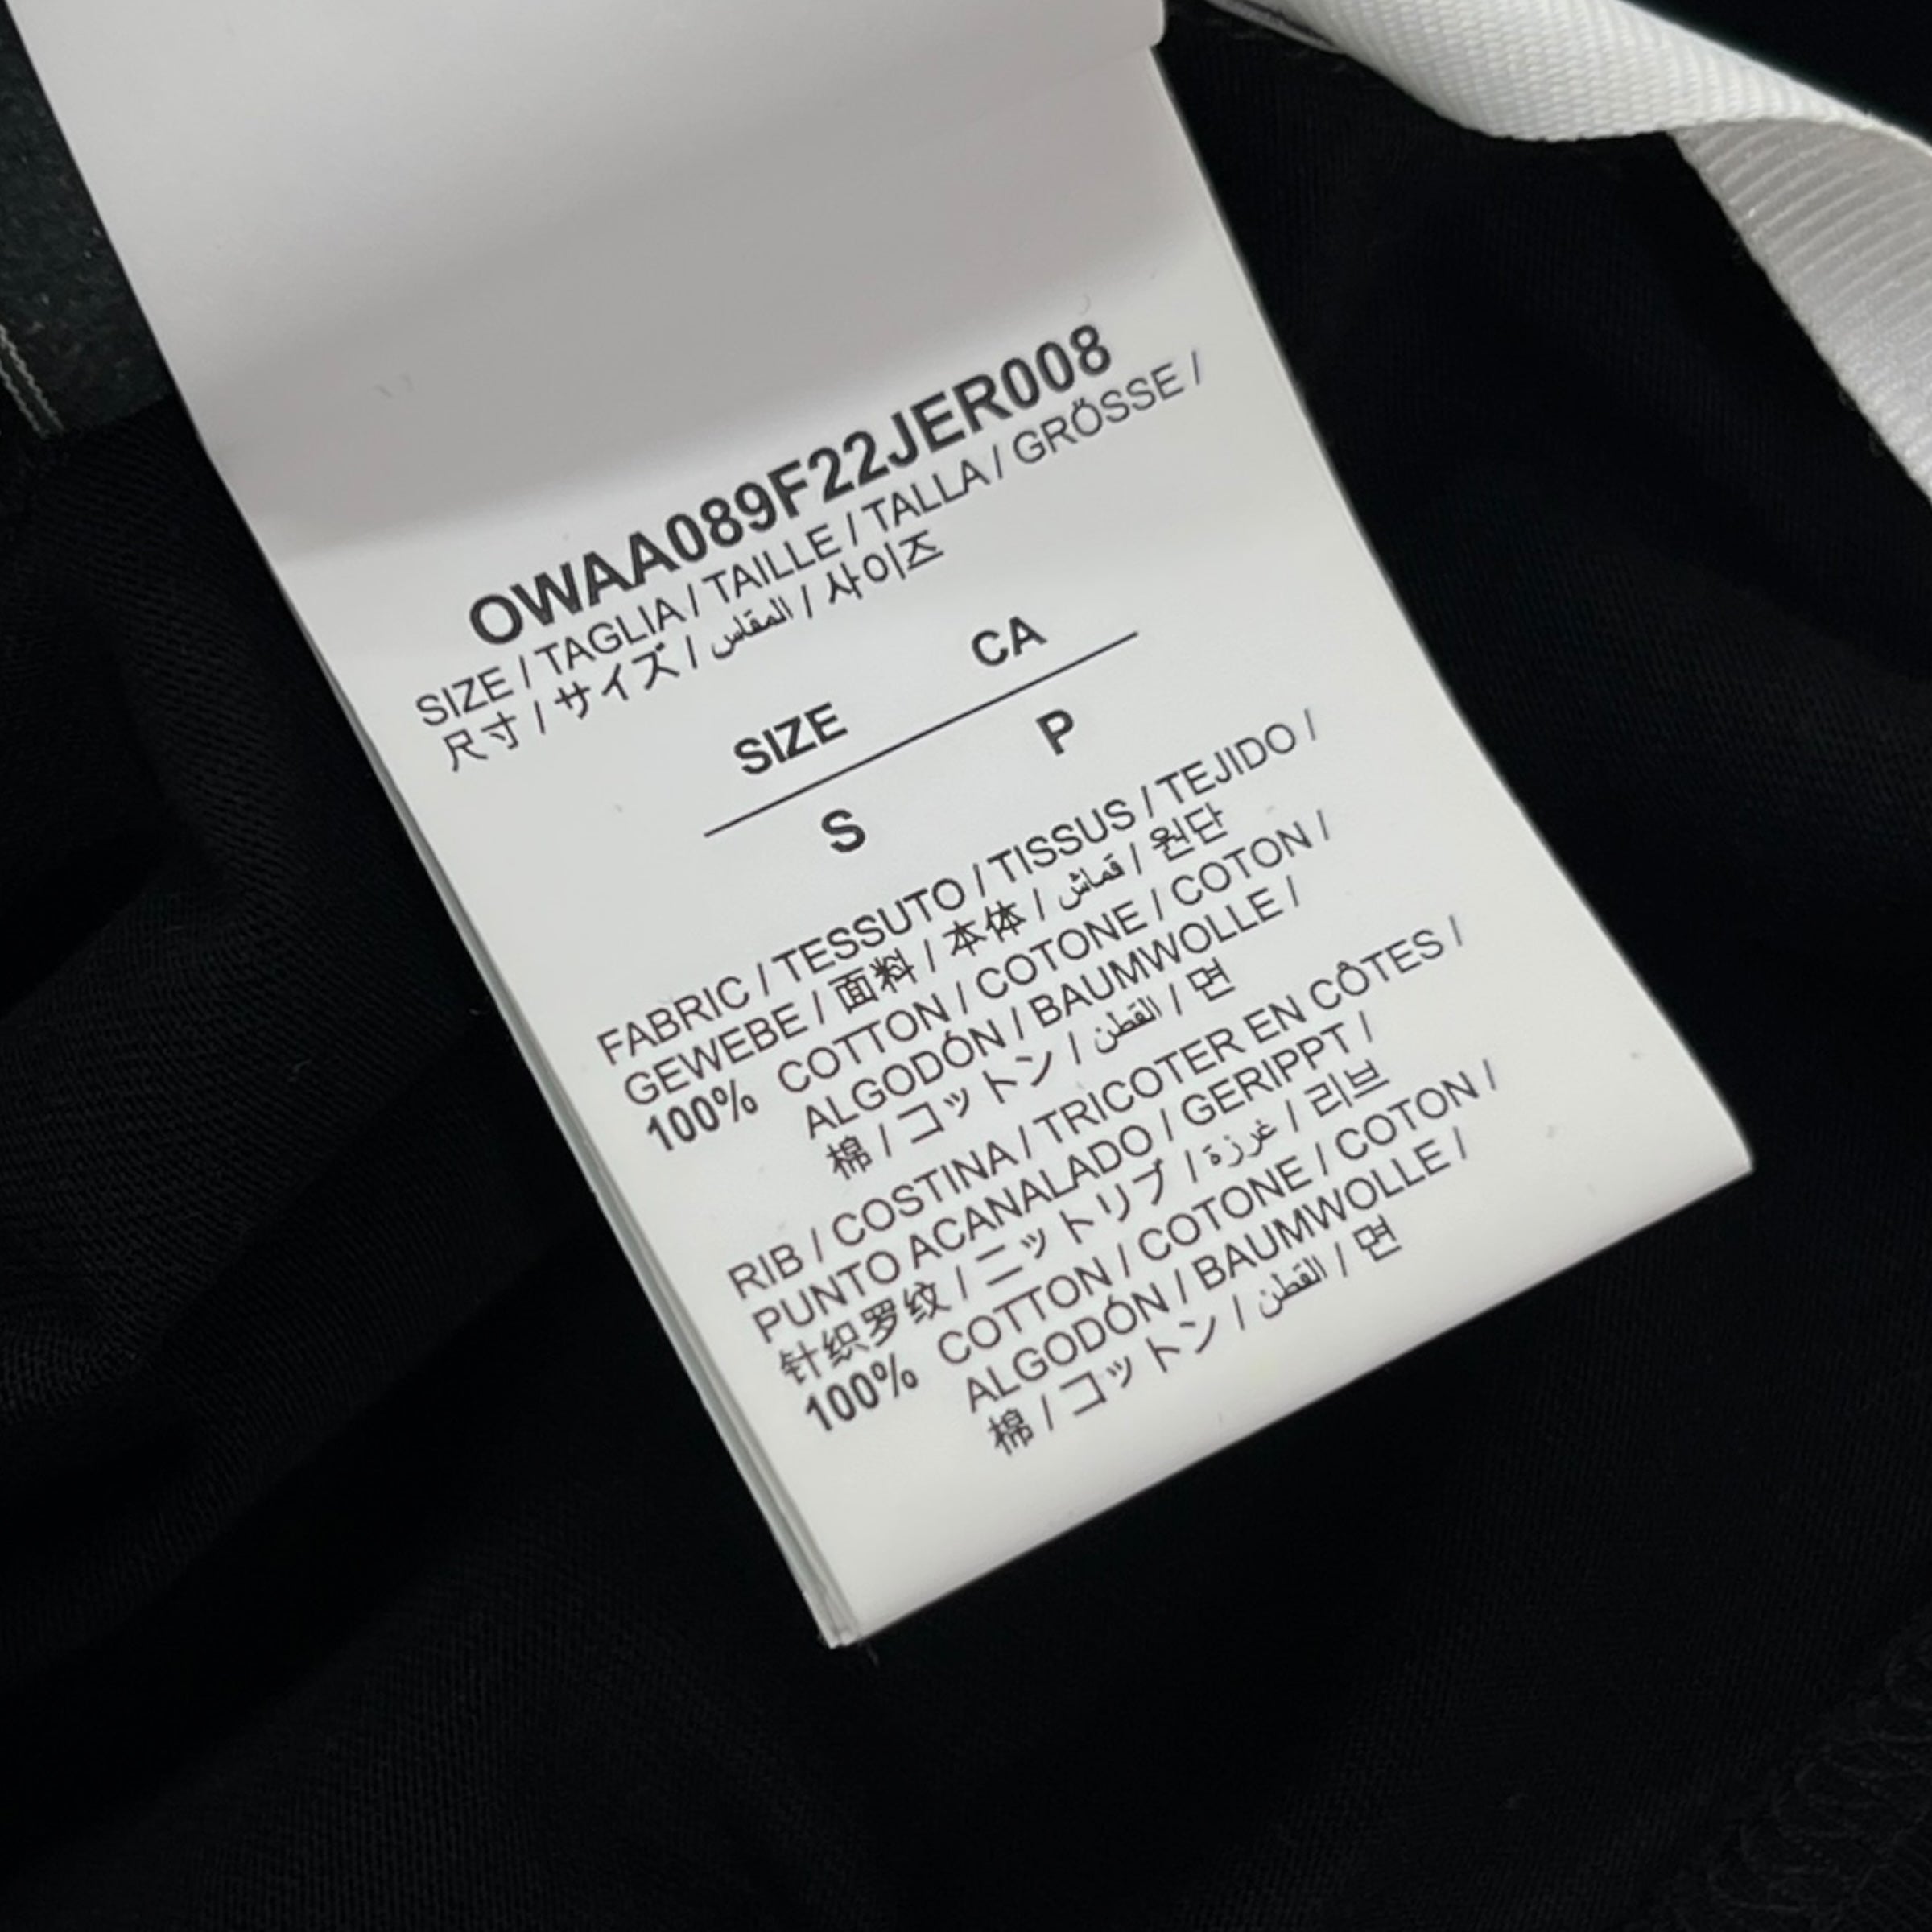 OWAA089F22JER008
SIZE / TAGLIA / TAILLE / TALLA / GRÖSSE /
尺寸 / サイズ / المقاس / 사이즈
SIZE CA
S P
FABRIC / TESSUTO / TISSUS / TEJIDO /
GEWEBE / 面料 / 本体 / قماش / 원단
100% COTTON / COTONE / COTON /
ALGODÓN / BAUMWOLLE /
棉 / コットン / القطن / 면
RIB / COSTINA / TRICOTER EN CÔTES /
PUNTO ACANALADO / GERIPPT /
针织罗纹 / ニットリブ / غرزة / 리브
100% COTTON / COTONE / COTON /
ALGODÓN / BAUMWOLLE /
棉 / コットン / القطن / 면